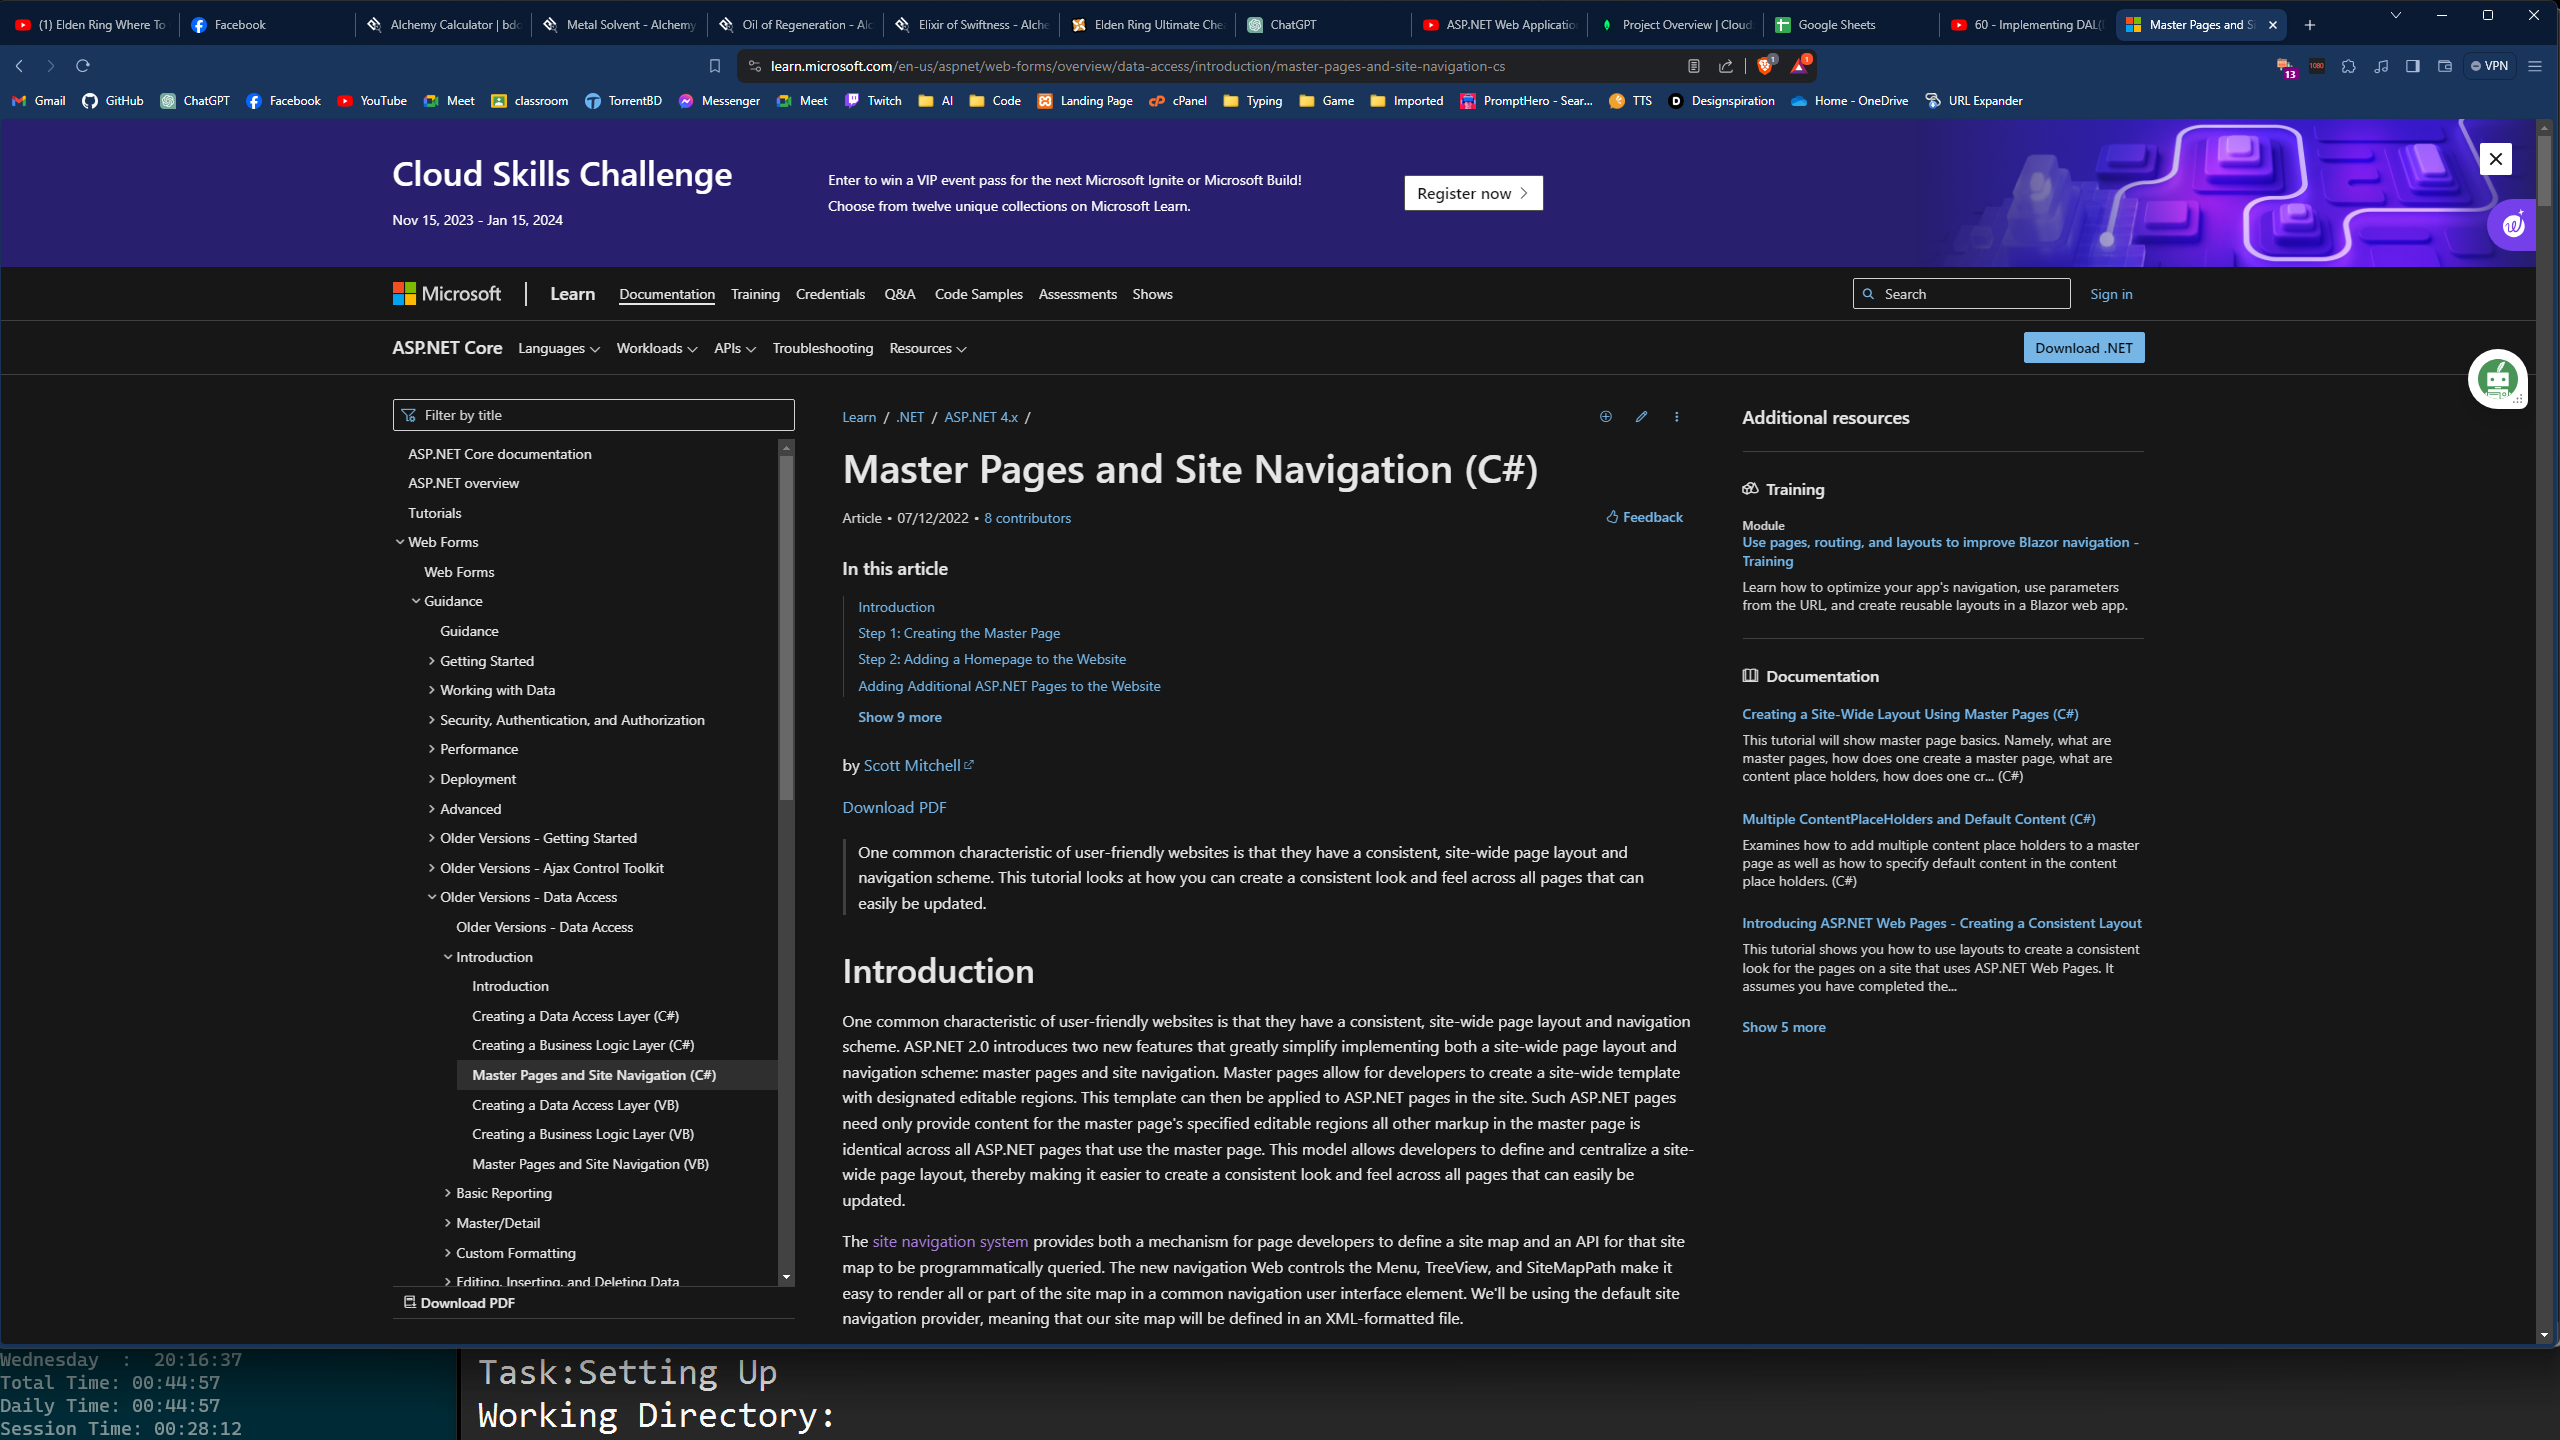 (1) Elden Ring Where To
Facebook
Alchemy Calculator | bdo
Metal Solvent - Alchemy
Oil of Regeneration - Alc
Elixir of Swiftness - Alche
Elden Ring Ultimate Chea
ChatGPT
ASP.NET Web Application
Project Overview | Cloud
Google Sheets
60 - Implementing DAL(
Master Pages and Si
learn.microsoft.com/en-us/aspnet/web-forms/overview/data-access/introduction/master-pages-and-site-navigation-cs
1
1
13
1080
VPN
Gmail
GitHub
ChatGPT
Facebook
YouTube
Meet
classroom
TorrentBD
Messenger
Meet
Twitch
AI
Code
Landing Page
cPanel
Typing
Game
Imported
PromptHero - Sear...
TTS
Designspiration
Home - OneDrive
URL Expander
Cloud Skills Challenge
Nov 15, 2023 - Jan 15, 2024
Enter to win a VIP event pass for the next Microsoft Ignite or Microsoft Build!
Choose from twelve unique collections on Microsoft Learn.
Register now
Microsoft
Learn
Documentation
Training
Credentials
Q&A
Code Samples
Assessments
Shows
Search
Sign in
ASP.NET Core
Languages
Workloads
APIs
Troubleshooting
Resources
Download .NET
Filter by title
ASP.NET Core documentation
ASP.NET overview
Tutorials
Web Forms
Web Forms
Guidance
Guidance
Getting Started
Working with Data
Security, Authentication, and Authorization
Performance
Deployment
Advanced
Older Versions - Getting Started
Older Versions - Ajax Control Toolkit
Older Versions - Data Access
Older Versions - Data Access
Introduction
Introduction
Creating a Data Access Layer (C#)
Creating a Business Logic Layer (C#)
Master Pages and Site Navigation (C#)
Creating a Data Access Layer (VB)
Creating a Business Logic Layer (VB)
Master Pages and Site Navigation (VB)
Basic Reporting
Master/Detail
Custom Formatting
Editing, Inserting, and Deleting Data
Download PDF
Learn / .NET / ASP.NET 4.x /
Master Pages and Site Navigation (C#)
Article • 07/12/2022 • 8 contributors
Feedback
In this article
Introduction
Step 1: Creating the Master Page
Step 2: Adding a Homepage to the Website
Adding Additional ASP.NET Pages to the Website
Show 9 more
by Scott Mitchell
Download PDF
One common characteristic of user-friendly websites is that they have a consistent, site-wide page layout and
navigation scheme. This tutorial looks at how you can create a consistent look and feel across all pages that can
easily be updated.
Introduction
One common characteristic of user-friendly websites is that they have a consistent, site-wide page layout and navigation
scheme. ASP.NET 2.0 introduces two new features that greatly simplify implementing both a site-wide page layout and
navigation scheme: master pages and site navigation. Master pages allow for developers to create a site-wide template
with designated editable regions. This template can then be applied to ASP.NET pages in the site. Such ASP.NET pages
need only provide content for the master page's specified editable regions all other markup in the master page is
identical across all ASP.NET pages that use the master page. This model allows developers to define and centralize a site-
wide page layout, thereby making it easier to create a consistent look and feel across all pages that can easily be
updated.
The site navigation system provides both a mechanism for page developers to define a site map and an API for that site
map to be programmatically queried. The new navigation Web controls the Menu, TreeView, and SiteMapPath make it
easy to render all or part of the site map in a common navigation user interface element. We'll be using the default site
navigation provider, meaning that our site map will be defined in an XML-formatted file.
Additional resources
Training
Module
Use pages, routing, and layouts to improve Blazor navigation -
Training
Learn how to optimize your app's navigation, use parameters
from the URL, and create reusable layouts in a Blazor web app.
Documentation
Creating a Site-Wide Layout Using Master Pages (C#)
This tutorial will show master page basics. Namely, what are
master pages, how does one create a master page, what are
content place holders, how does one cr... (C#)
Multiple ContentPlaceHolders and Default Content (C#)
Examines how to add multiple content place holders to a master
page as well as how to specify default content in the content
place holders. (C#)
Introducing ASP.NET Web Pages - Creating a Consistent Layout
This tutorial shows you how to use layouts to create a consistent
look for the pages on a site that uses ASP.NET Web Pages. It
assumes you have completed the...
Show 5 more
Wednesday : 20:16:37
Total Time: 00:44:57
Daily Time: 00:44:57
Session Time: 00:28:12
Task:Setting Up
Working Directory: